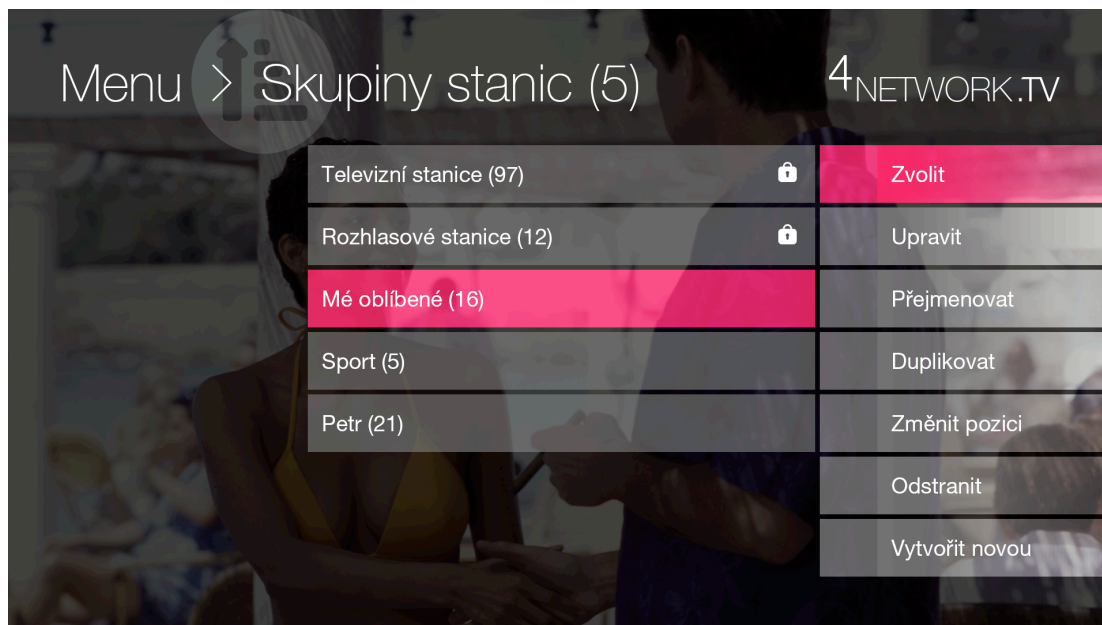 Menu > Skupiny stanic (5)
4NETWORK.TV
Televizní stanice (97)
Rozhlasové stanice (12)
Mé oblíbené (16)
Sport (5)
Petr (21)
Zvolit
Upravit
Přejmenovat
Duplikovat
Změnit pozici
Odstranit
Vytvořit novou